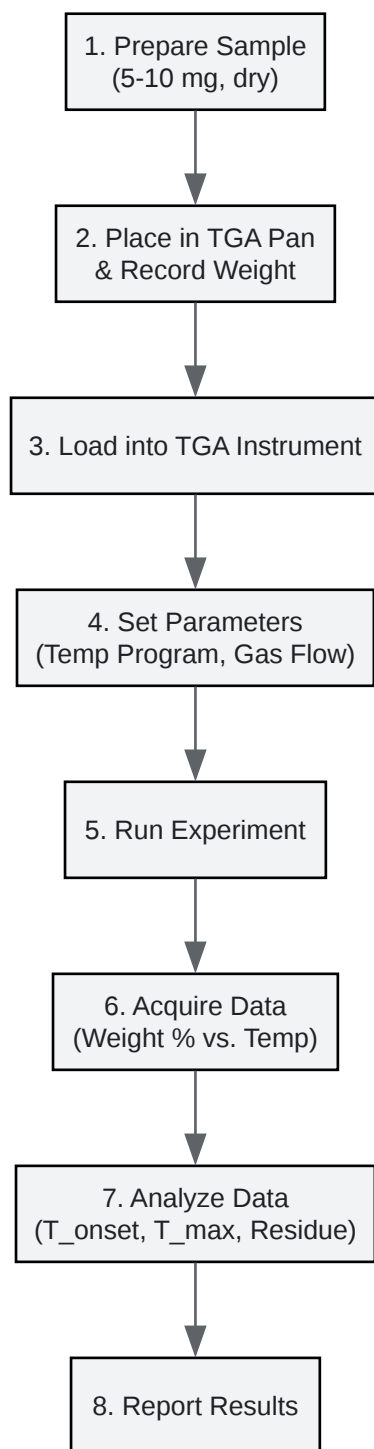 1. Prepare Sample
(5-10 mg, dry)
2. Place in TGA Pan
& Record Weight
3. Load into TGA Instrument
4. Set Parameters
(Temp Program, Gas Flow)
5. Run Experiment
6. Acquire Data
(Weight % vs. Temp)
7. Analyze Data
(T_onset, T_max, Residue)
8. Report Results